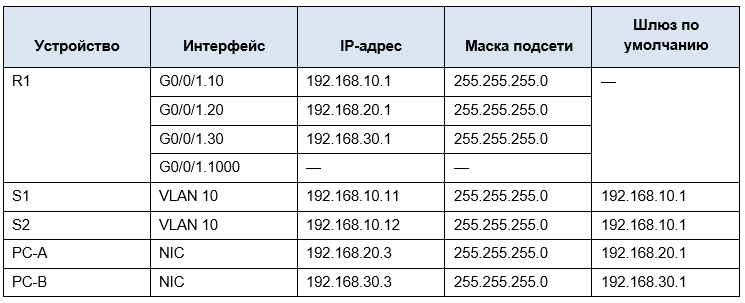 Устройство Интерфейс IP-адрес Маска подсети Шлюз по умолчанию
R1 G0/0/1.10 192.168.10.1 255.255.255.0 —
G0/0/1.20 192.168.20.1 255.255.255.0
G0/0/1.30 192.168.30.1 255.255.255.0
G0/0/1.1000 — —
S1 VLAN 10 192.168.10.11 255.255.255.0 192.168.10.1
S2 VLAN 10 192.168.10.12 255.255.255.0 192.168.10.1
PC-A NIC 192.168.20.3 255.255.255.0 192.168.20.1
PC-B NIC 192.168.30.3 255.255.255.0 192.168.30.1